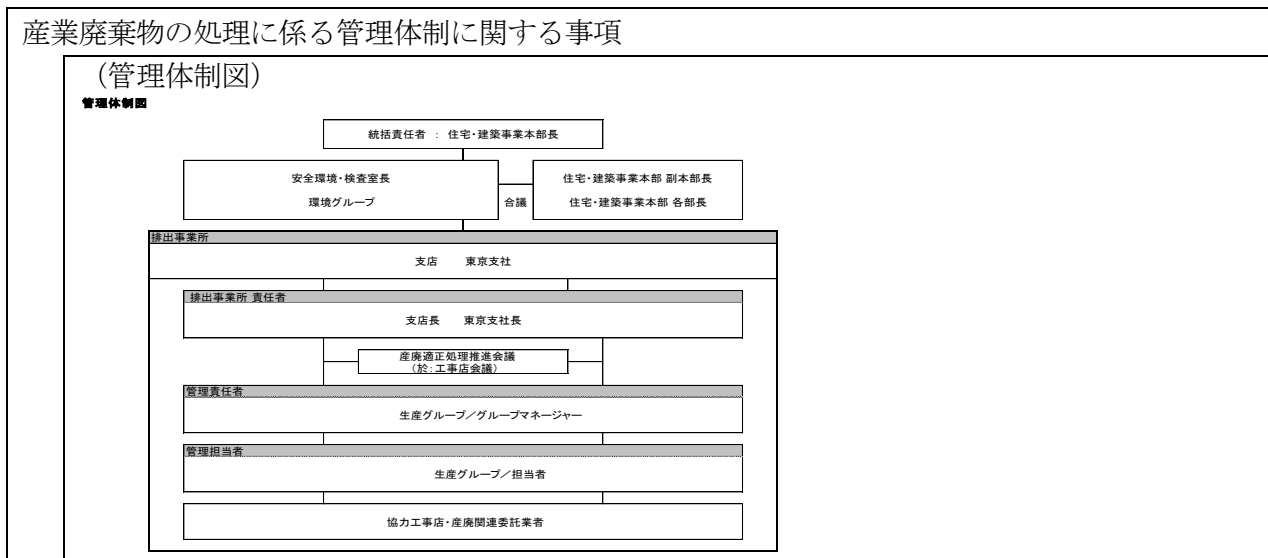 産業廃棄物の処理に係る管理体制に関する事項
（管理体制図）
管理体制図
統括責任者 ： 住宅・建築事業本部長
安全環境・検査室長
環境グループ
合議
住宅・建築事業本部 副本部長
住宅・建築事業本部 各部長
排出事業所
支店 東京支社
排出事業所 責任者
支店長 東京支社長
産廃適正処理推進会議
（於：工事店会議）
管理責任者
生産グループ／グループマネージャー
管理担当者
生産グループ／担当者
協力工事店・産廃関連委託業者